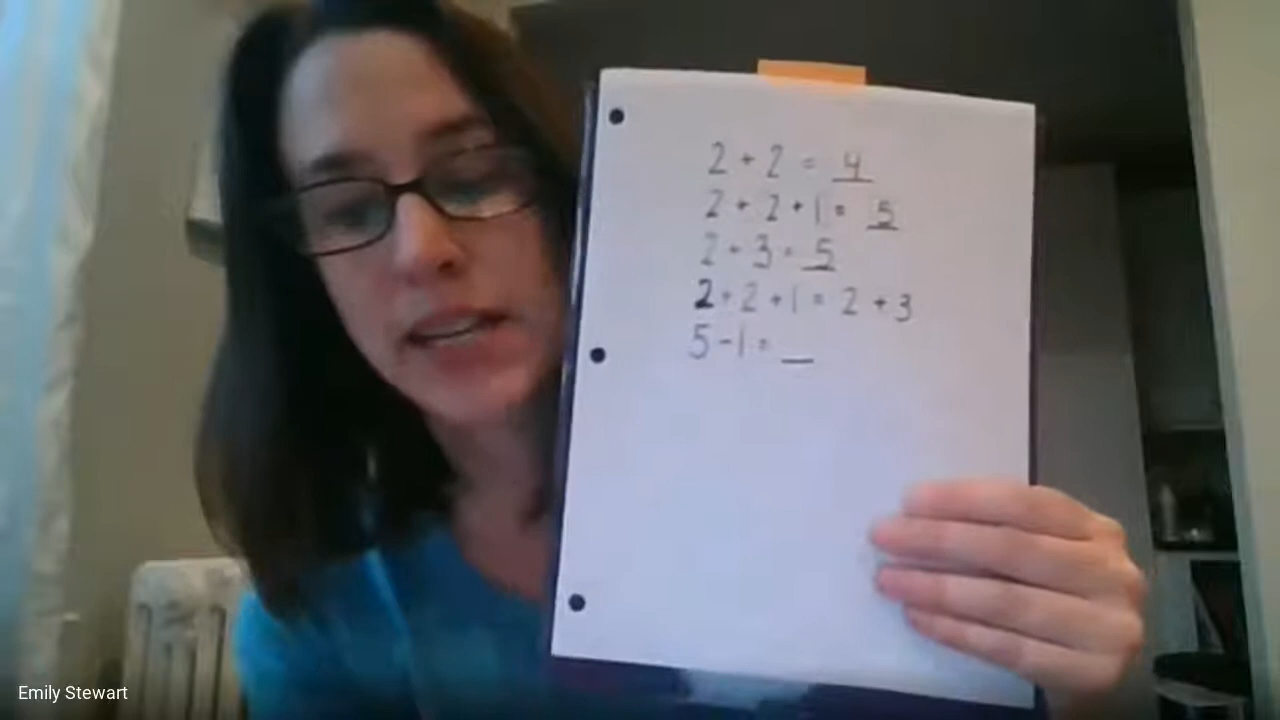 2 + 2 = 4
2 + 2 + 1 = 5
2 + 3 = 5
2 + 2 + 1 = 2 + 3
5 - 1 = __
Emily Stewart